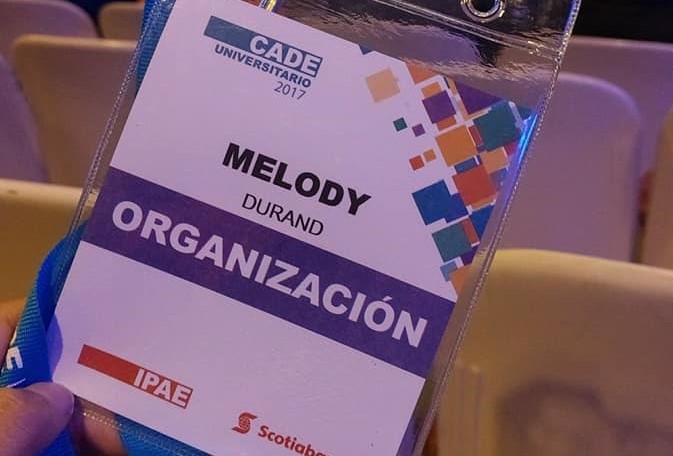 CADE
UNIVERSITARIO
2017
MELODY
DURAND
ORGANIZACIÓN
IPAE